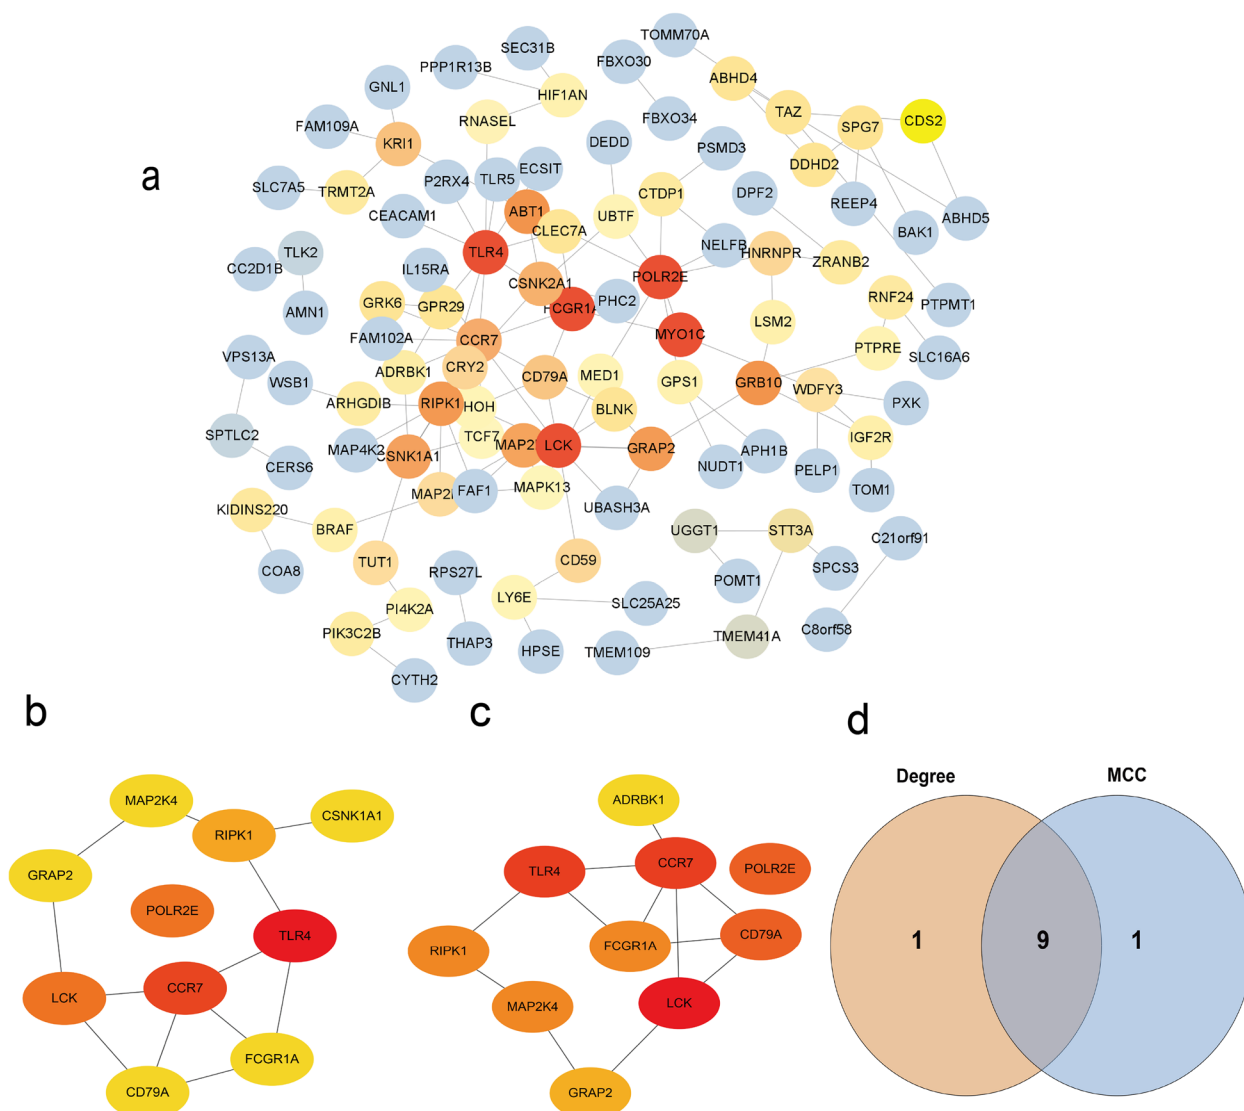 a
SEC31B
TOMM70A
PPP1R13B
FBXO30
GNL1
HIF1AN
ABHD4
RNASEL
TAZ
CDS2
FAM109A
FBXO34
SPG7
KRI1
DEDD
PSMD3
DDHD2
SLC7A5
P2RX4
TLR5
ECSIT
TRMT2A
CTDP1
DPF2
REEP4
CEACAM1
ABT1
UBTF
ABHD5
CLEC7A
BAK1
TLK2
TLR4
NELFB
HNRNPR
ZRANB2
CC2D1B
IL15RA
CSNK2A1
POLR2E
AMN1
GRK6
GPR29
FCGR1A
PHC2
RNF24
PTPMT1
FAM102A
CCR7
MYO1C
LSM2
PTPRE
SLC16A6
VPS13A
WSB1
ADRBK1
CRY2
CD79A
MED1
GPS1
GRB10
WDFY3
ARHGDIB
RIPK1
HOH
BLNK
PXK
SPTLC2
TCF7
MAP2
LCK
GRAP2
IGF2R
MAP4K2
CSNK1A1
APH1B
CERS6
NUDT1
PELP1
TOM1
MAP2
FAF1
MAPK13
UBASH3A
KIDINS220
BRAF
UGGT1
STT3A
C21orf91
COA8
TUT1
RPS27L
CD59
SPCS3
POMT1
PI4K2A
LY6E
SLC25A25
PIK3C2B
THAP3
HPSE
TMEM109
TMEM41A
C8orf58
CYTH2
b
MAP2K4
CSNK1A1
RIPK1
GRAP2
POLR2E
TLR4
CCR7
LCK
FCGR1A
CD79A
c
ADRBK1
TLR4
CCR7
POLR2E
RIPK1
FCGR1A
CD79A
MAP2K4
LCK
GRAP2
d
Degree
MCC
1
9
1